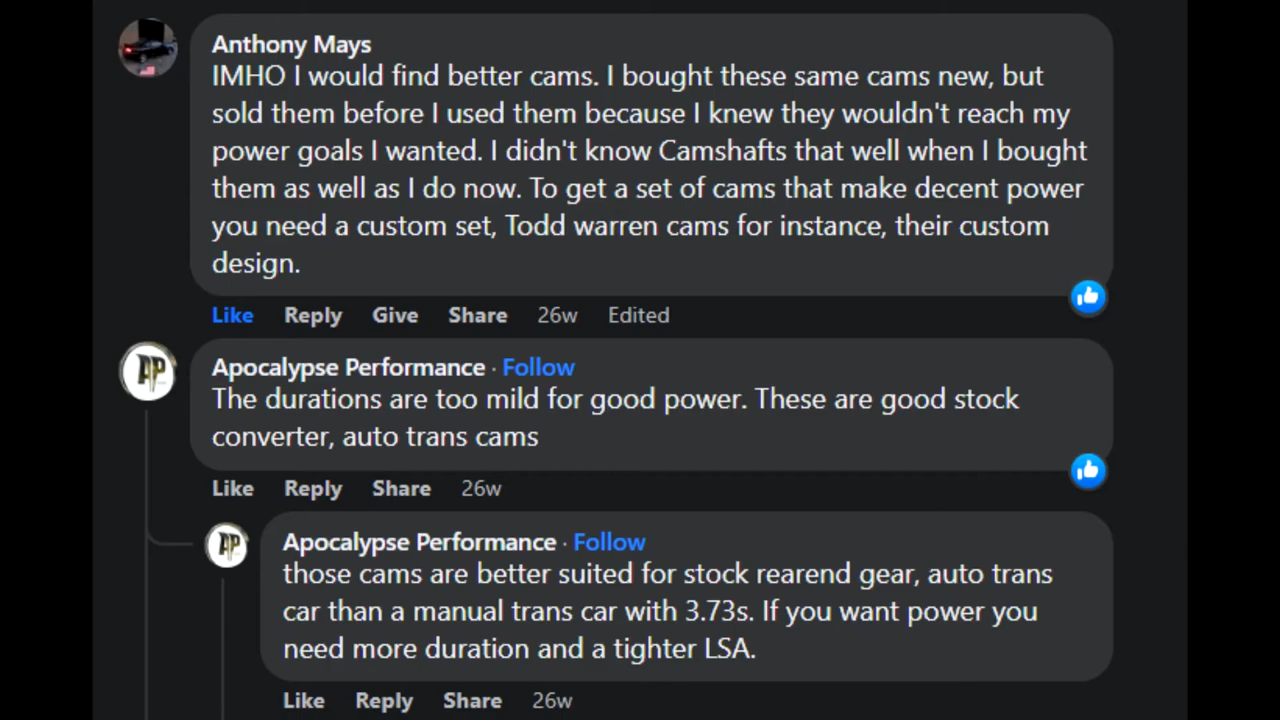 Anthony Mays
IMHO I would find better cams. I bought these same cams new, but
sold them before I used them because I knew they wouldn't reach my
power goals I wanted. I didn't know Camshafts that well when I bought
them as well as I do now. To get a set of cams that make decent power
you need a custom set, Todd warren cams for instance, their custom
design.
Like Reply Give Share 26w Edited
AP
Apocalypse Performance · Follow
The durations are too mild for good power. These are good stock
converter, auto trans cams
Like Reply Share 26w
AP
Apocalypse Performance · Follow
those cams are better suited for stock rearend gear, auto trans
car than a manual trans car with 3.73s. If you want power you
need more duration and a tighter LSA.
Like Reply Share 26w